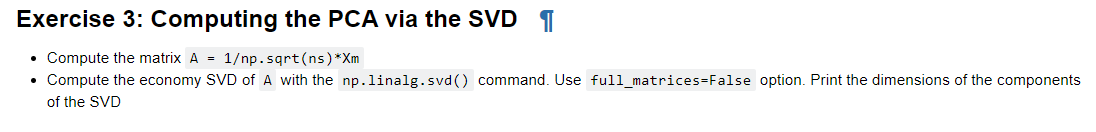 Exercise 3: Computing the PCA via the SVD ¶
• Compute the matrix A = 1/np.sqrt(ns)*Xm
• Compute the economy SVD of A with the np.linalg.svd() command. Use full_matrices=False option. Print the dimensions of the components
of the SVD